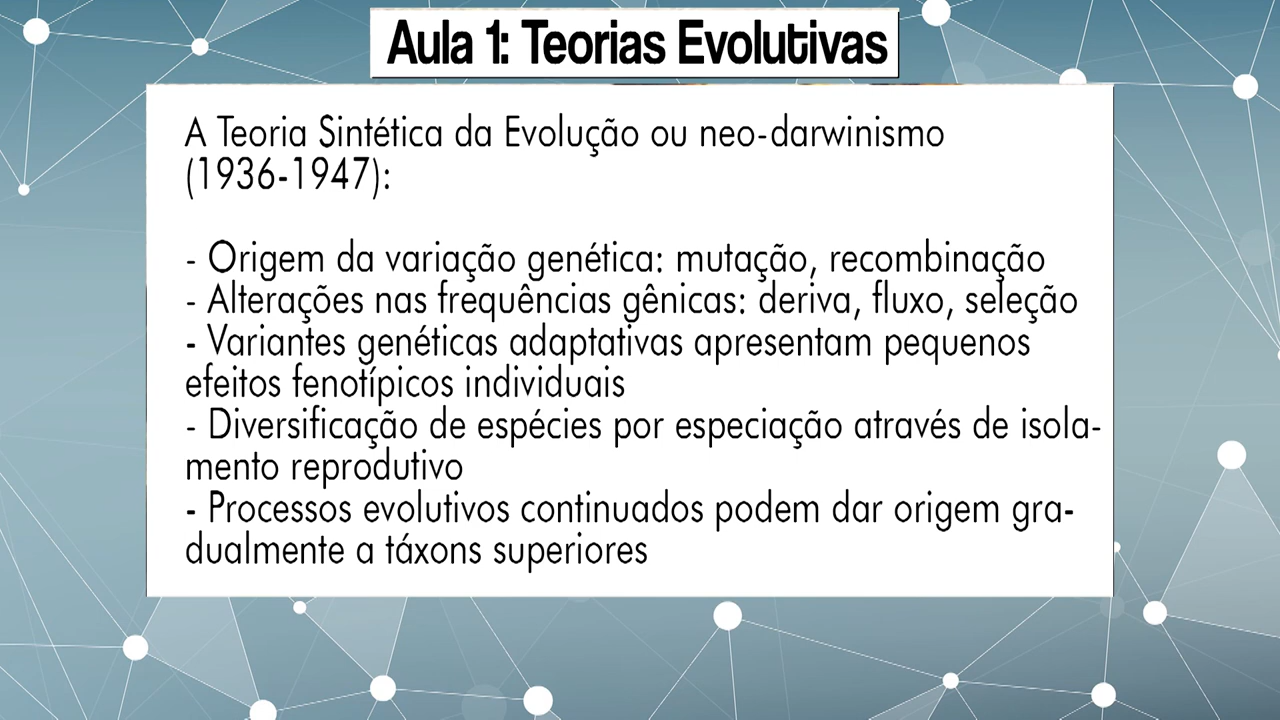 Aula 1: Teorias Evolutivas
A Teoria Sintética da Evolução ou neo-darwinismo
(1936-1947):
- Origem da variação genética: mutação, recombinação
- Alterações nas frequências gênicas: deriva, fluxo, seleção
- Variantes genéticas adaptativas apresentam pequenos
efeitos fenotípicos individuais
- Diversificação de espécies por especiação através de isola-
mento reprodutivo
- Processos evolutivos continuados podem dar origem gra-
dualmente a táxons superiores